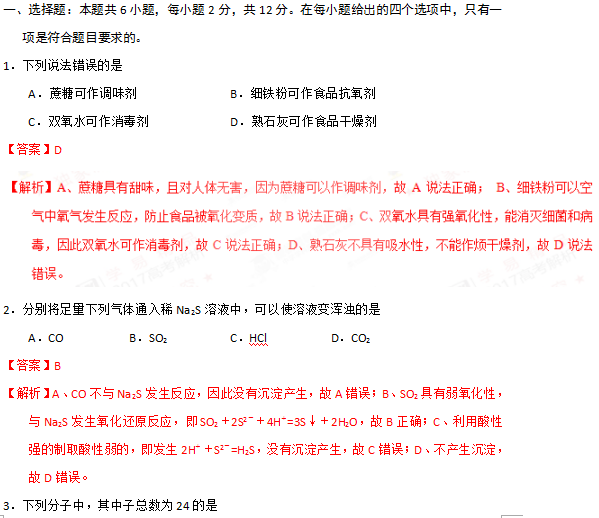 一、选择题：本题共 6 小题，每小题 2 分，共 12 分。在每小题给出的四个选项中，只有一
项是符合题目要求的。
1．下列说法错误的是
A．蔗糖可作调味剂 B．细铁粉可作食品抗氧剂
C．双氧水可作消毒剂 D．熟石灰可作食品干燥剂
【答案】D
【解析】A、蔗糖具有甜味，且对人体无害，因为蔗糖可以作调味剂，故 A 说法正确； B、细铁粉可以空
气中氧气发生反应，防止食品被氧化变质，故 B 说法正确；C、双氧水具有强氧化性，能消灭细菌和病
毒，因此双氧水可作消毒剂，故 C 说法正确；D、熟石灰不具有吸水性，不能作烦干燥剂，故 D 说法
错误。
2．分别将足量下列气体通入稀 Na₂S 溶液中，可以使溶液变浑浊的是
A．CO B．SO₂ C．HCl D．CO₂
【答案】B
【解析】A、CO 不与 Na₂S 发生反应，因此没有沉淀产生，故 A 错误；B、SO₂ 具有弱氧化性，
与 Na₂S 发生氧化还原反应，即 SO₂＋2S²⁻＋4H⁺=3S↓＋2H₂O，故 B 正确；C、利用酸性
强的制取酸性弱的，即发生 2H⁺＋S²⁻=H₂S，没有沉淀产生，故 C 错误；D、不产生沉淀，
故 D 错误。
3．下列分子中，其中子总数为 24 的是